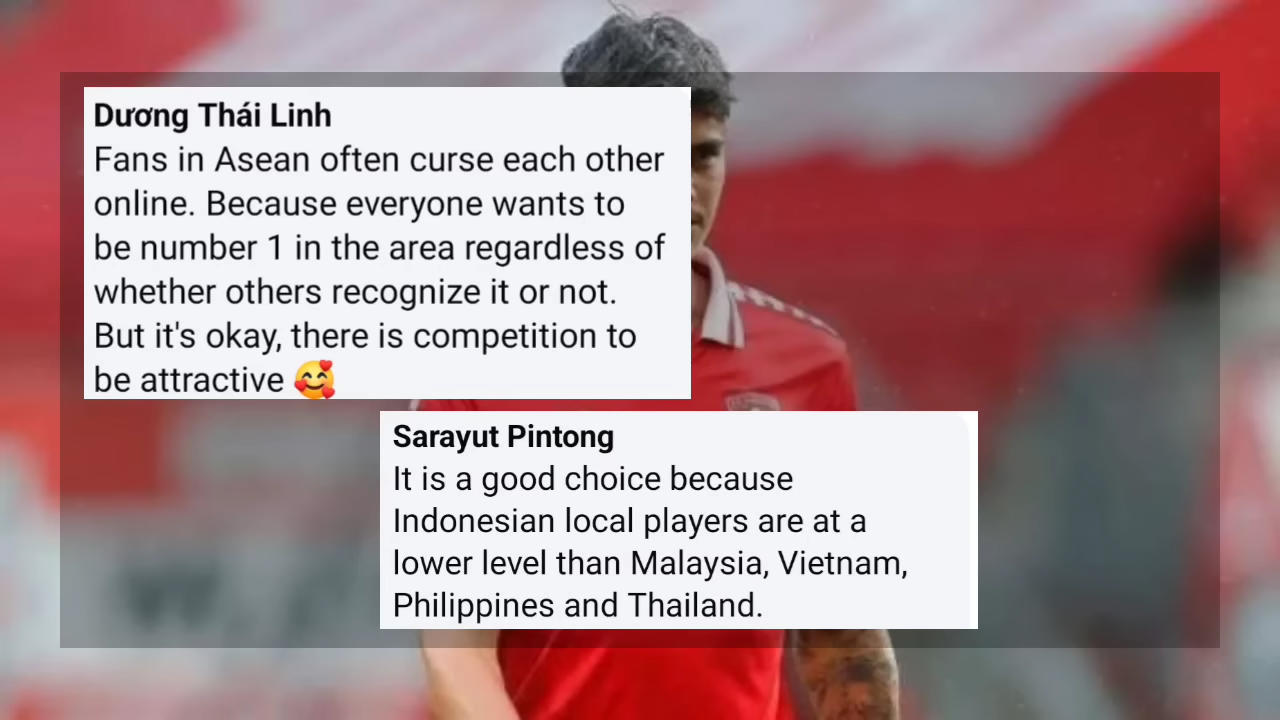 Dương Thái Linh
Fans in Asean often curse each other
online. Because everyone wants to
be number 1 in the area regardless of
whether others recognize it or not.
But it's okay, there is competition to
be attractive 🥰
Sarayut Pintong
It is a good choice because
Indonesian local players are at a
lower level than Malaysia, Vietnam,
Philippines and Thailand.